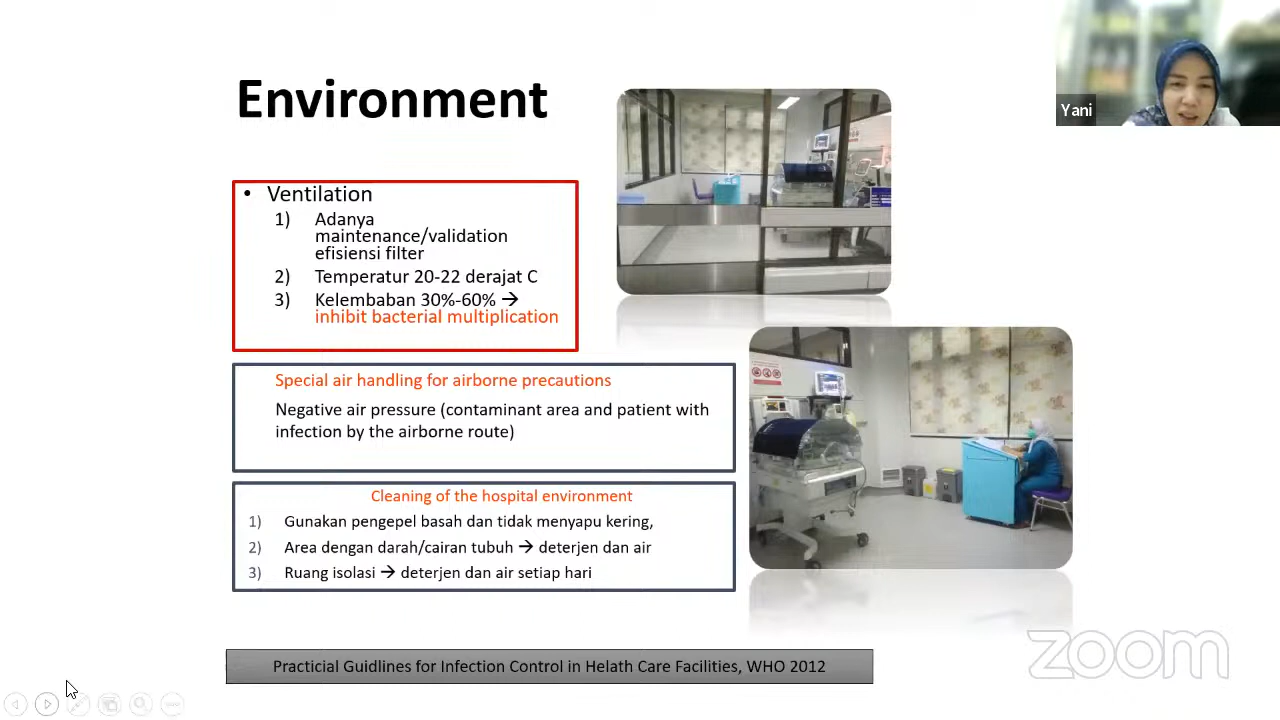 Environment
Yani
• Ventilation
1) Adanya
maintenance/validation
efisiensi filter
2) Temperatur 20-22 derajat C
3) Kelembaban 30%-60% →
inhibit bacterial multiplication
Special air handling for airborne precautions
Negative air pressure (contaminant area and patient with
infection by the airborne route)
Cleaning of the hospital environment
1) Gunakan pengepel basah dan tidak menyapu kering,
2) Area dengan darah/cairan tubuh → deterjen dan air
3) Ruang isolasi → deterjen dan air setiap hari
Practicial Guidlines for Infection Control in Helath Care Facilities, WHO 2012
zoom